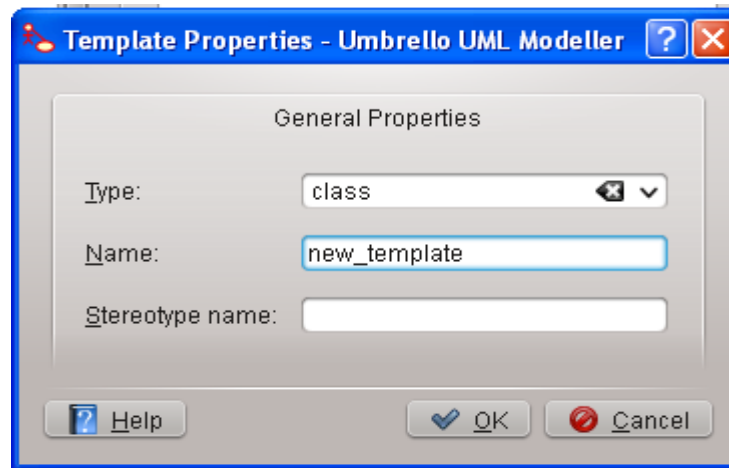 Template Properties - Umbrello UML Modeller
General Properties
Type: class
Name: new_template
Stereotype name:
Help OK Cancel